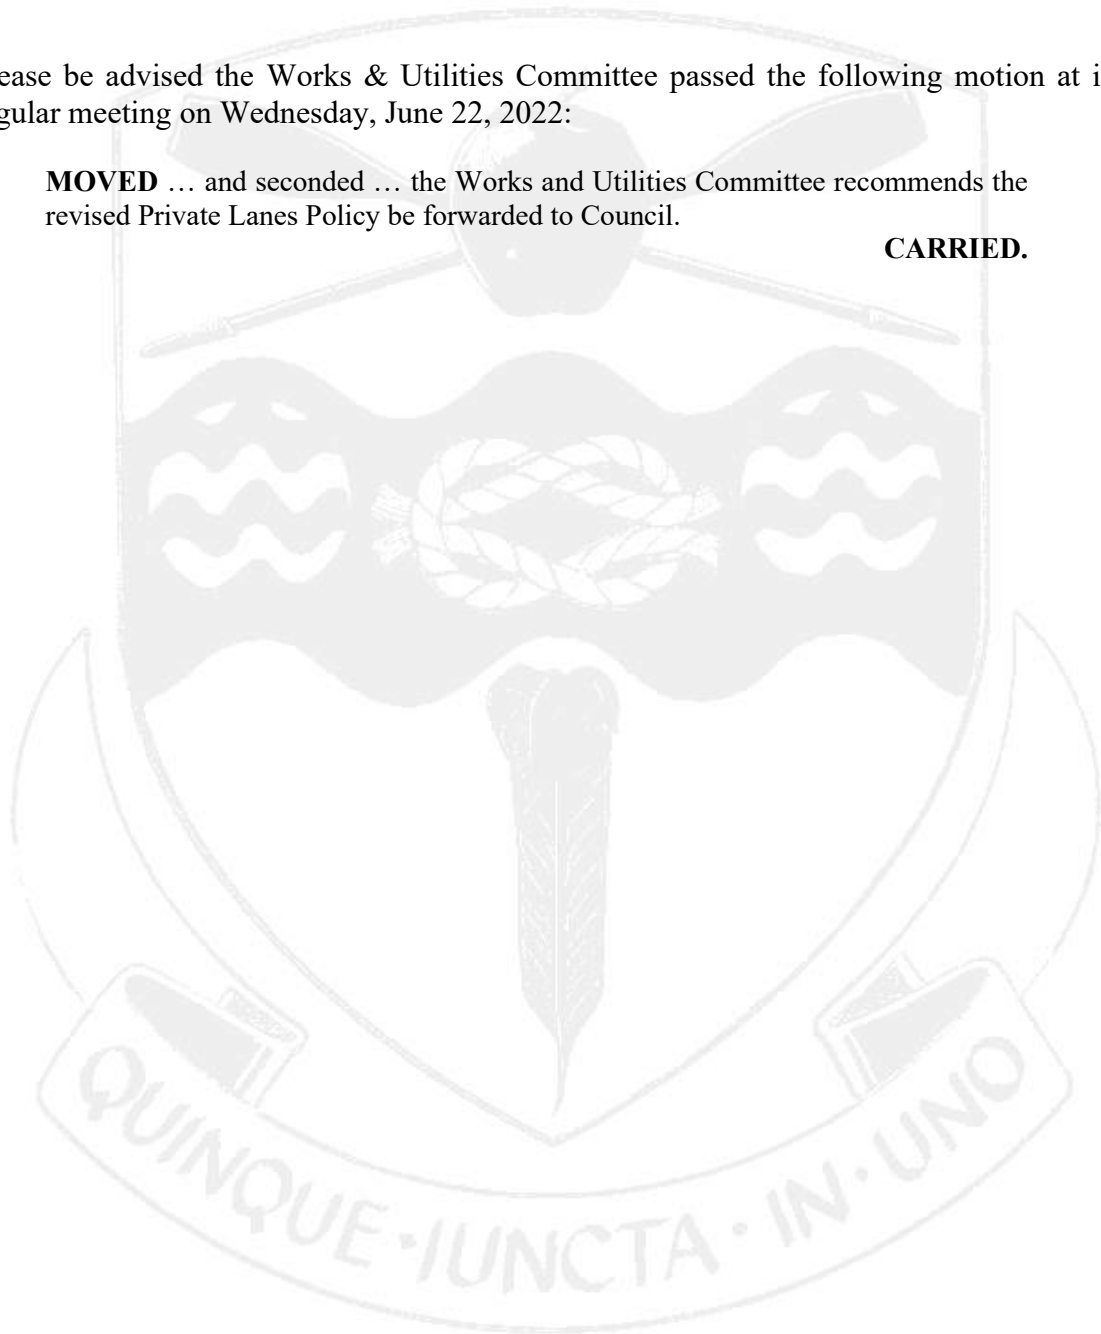 ease be advised the Works & Utilities Committee passed the following motion at i
gular meeting on Wednesday, June 22, 2022:
MOVED … and seconded … the Works and Utilities Committee recommends the
revised Private Lanes Policy be forwarded to Council.
CARRIED.
QUINQUE·IUNCTA·IN·UNO